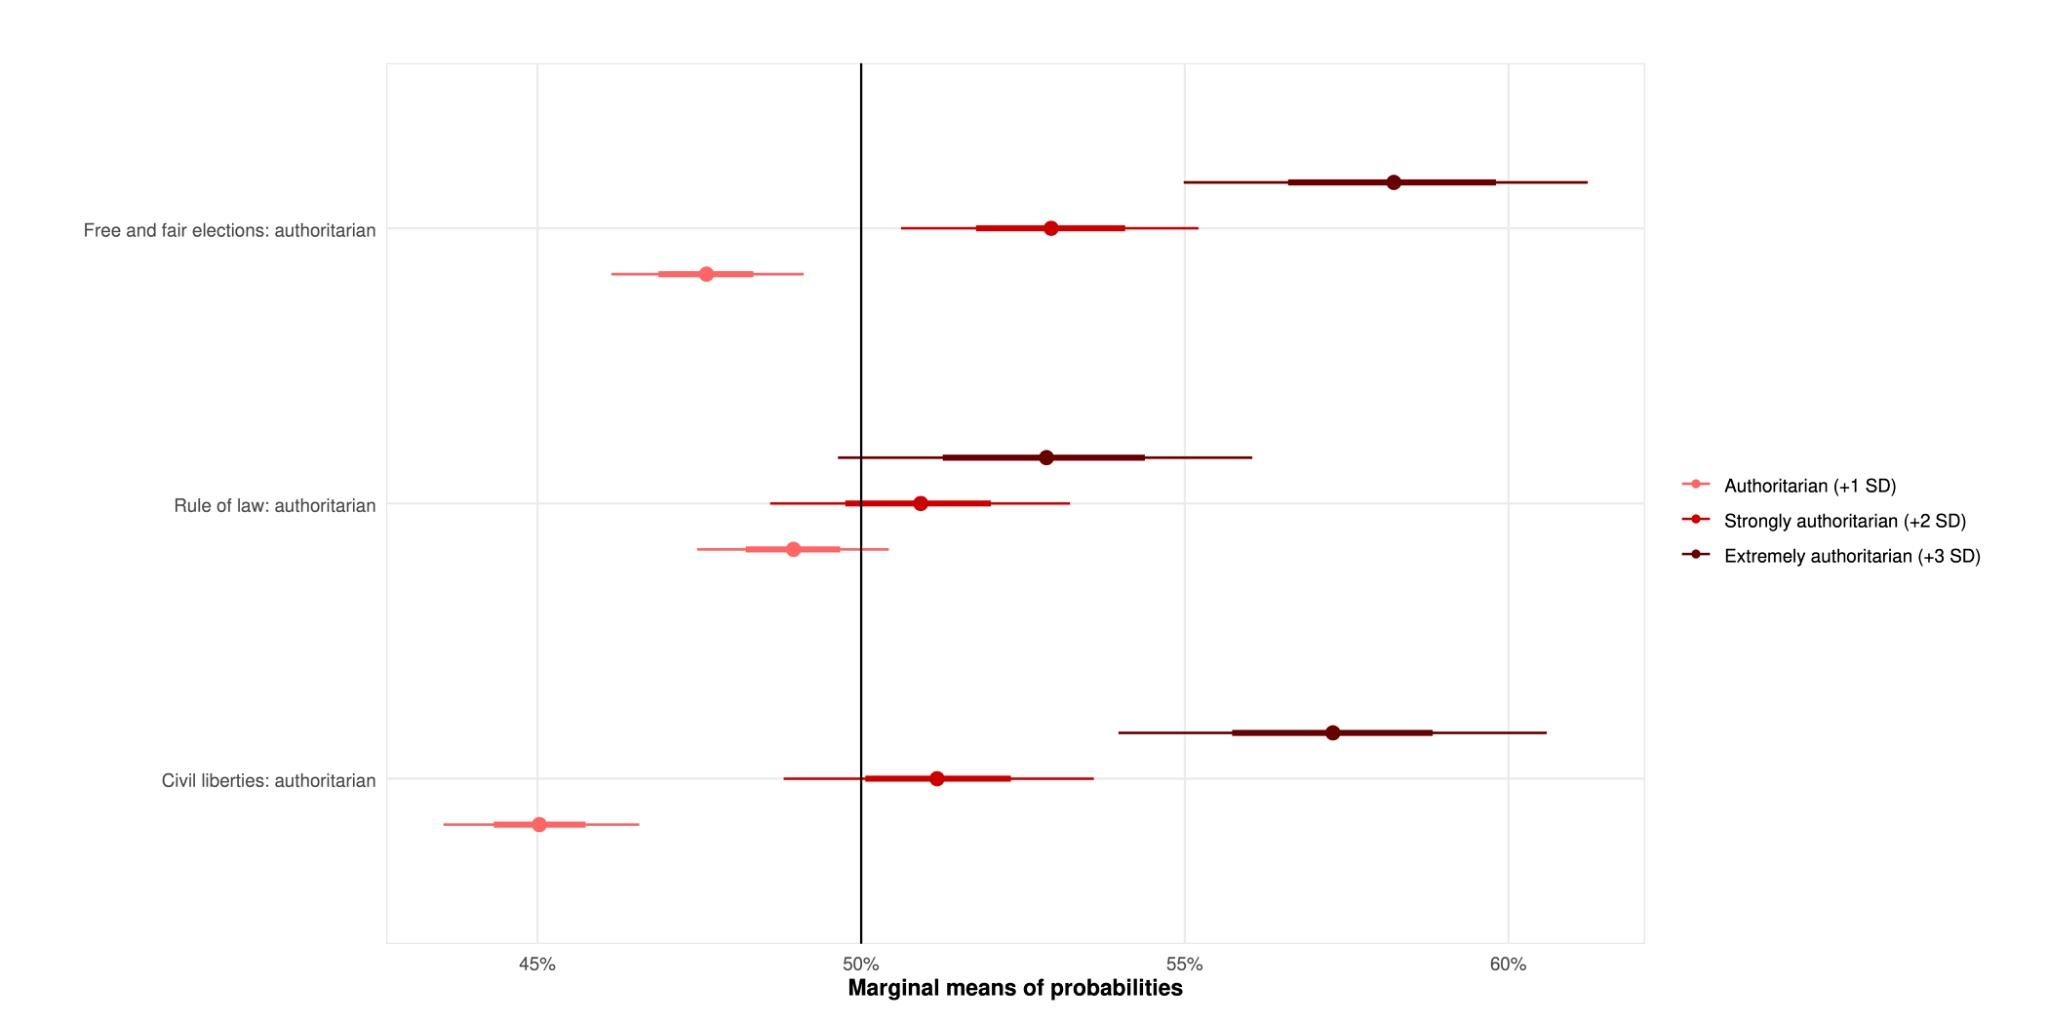 Free and fair elections: authoritarian
Rule of law: authoritarian
Civil liberties: authoritarian
45%
50%
55%
60%
Marginal means of probabilities
Authoritarian (+1 SD)
Strongly authoritarian (+2 SD)
Extremely authoritarian (+3 SD)